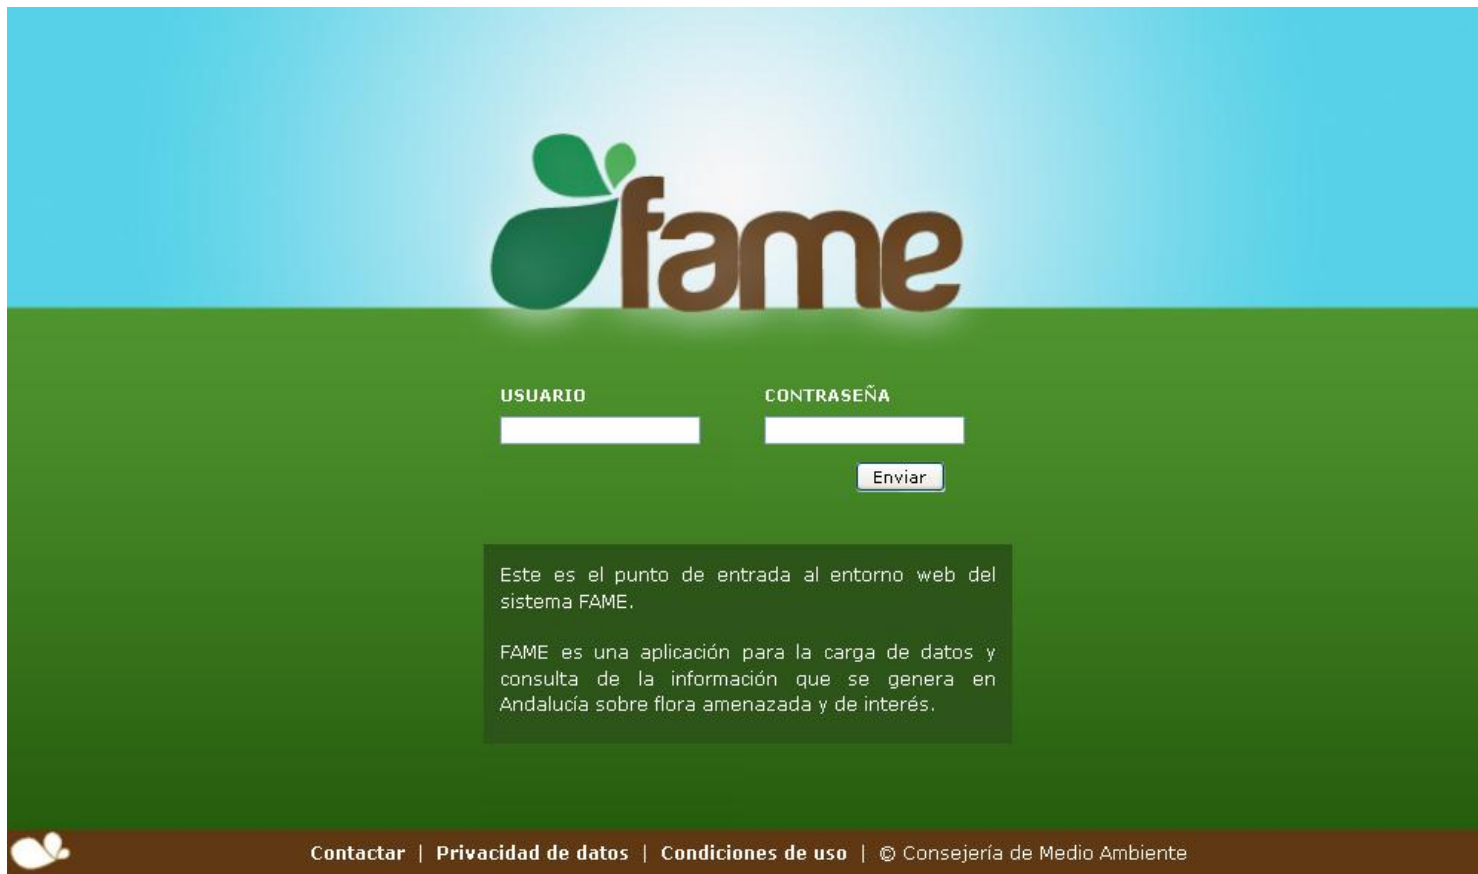 fame
USUARIO
CONTRASEÑA
Enviar
Este es el punto de entrada al entorno web del
sistema FAME.
FAME es una aplicación para la carga de datos y
consulta de la información que se genera en
Andalucía sobre flora amenazada y de interés.
Contactar | Privacidad de datos | Condiciones de uso | © Consejería de Medio Ambiente